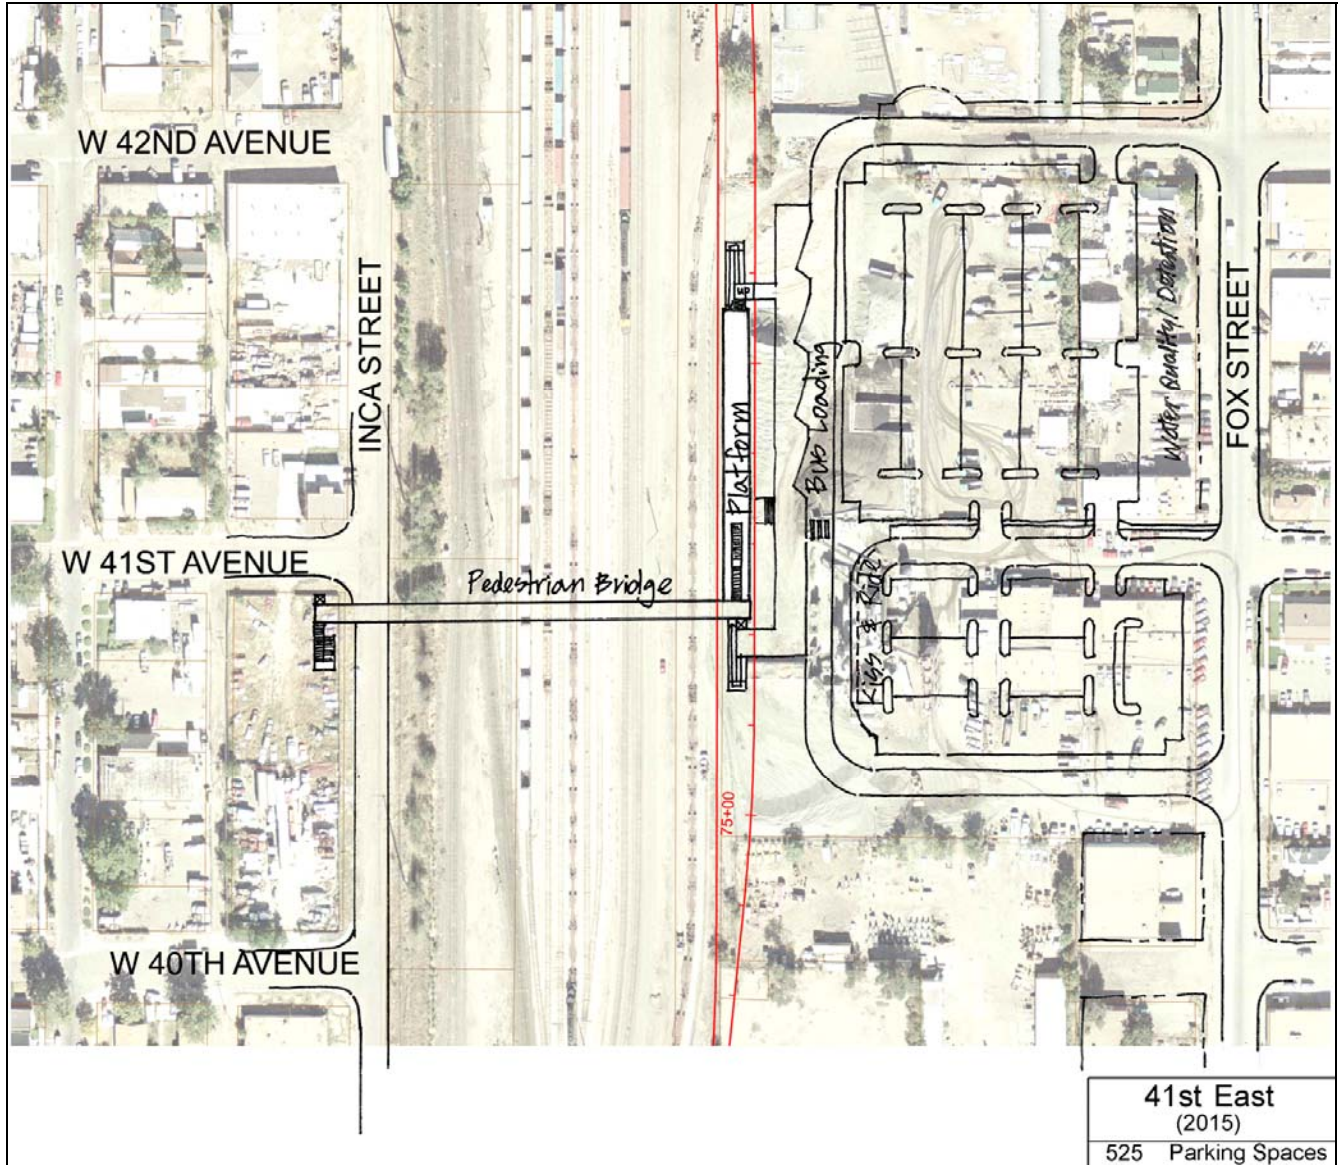 W 42ND AVENUE
INCA STREET
up
Platform
Bus Loading
Water Quality/Detention
FOX STREET
W 41ST AVENUE
Pedestrian Bridge
Kiss & Ride
75+00
W 40TH AVENUE
41st East
(2015)
525 Parking Spaces